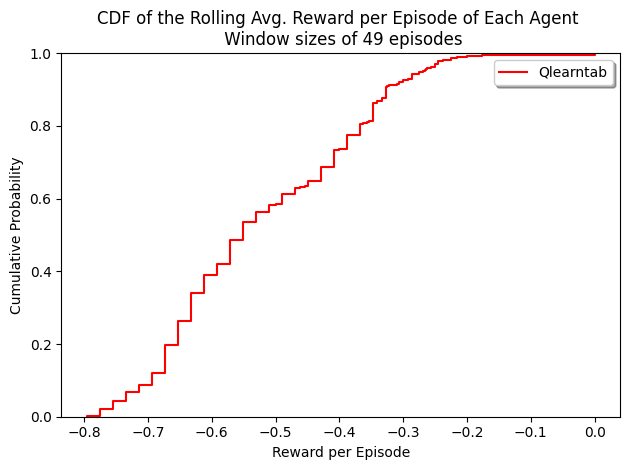 CDF of the Rolling Avg. Reward per Episode of Each Agent
Window sizes of 49 episodes
Qlearntab
1.0
0.8
0.6
0.4
0.2
0.0
Cumulative Probability
−0.8 −0.7 −0.6 −0.5 −0.4 −0.3 −0.2 −0.1 0.0
Reward per Episode